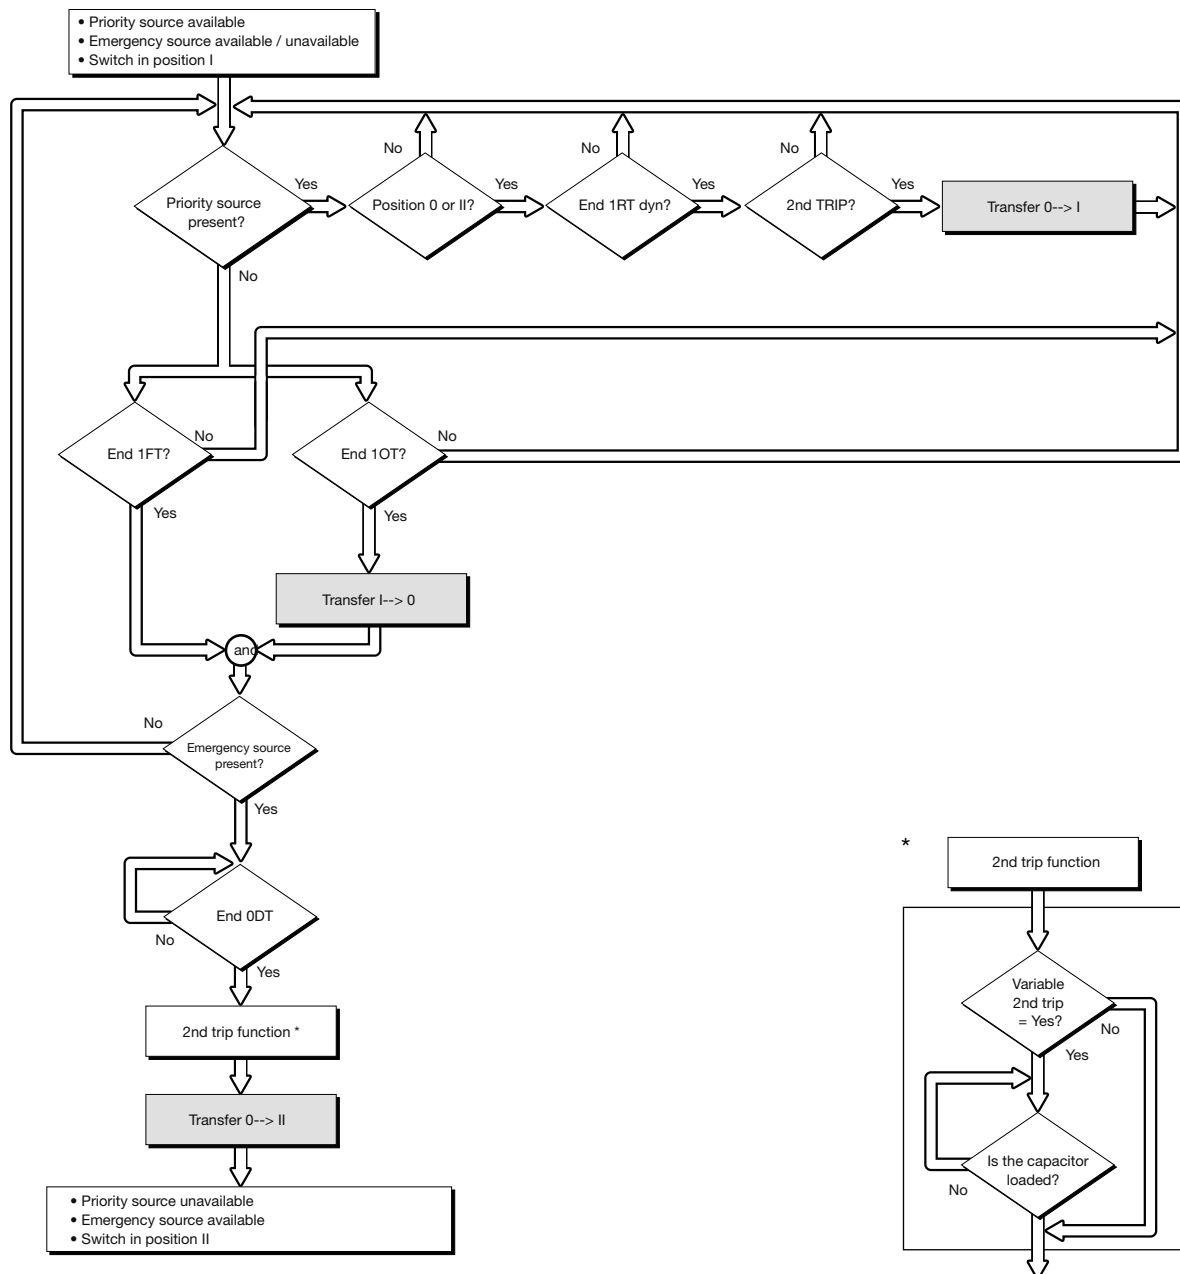 • Priority source available
• Emergency source available / unavailable
• Switch in position I
No
No
No
Yes
Yes
Yes
Yes
Priority source
present?
Position 0 or II?
End 1RT dyn?
2nd TRIP?
Transfer 0--> I
No
No
No
End 1FT?
End 1OT?
Yes
Yes
Transfer I--> 0
and
No
Emergency source
present?
Yes
*
2nd trip function
End 0DT
No
Yes
Variable
2nd trip
= Yes?
No
Yes
2nd trip function *
Transfer 0--> II
Is the capacitor
loaded?
No
• Priority source unavailable
• Emergency source available
• Switch in position II